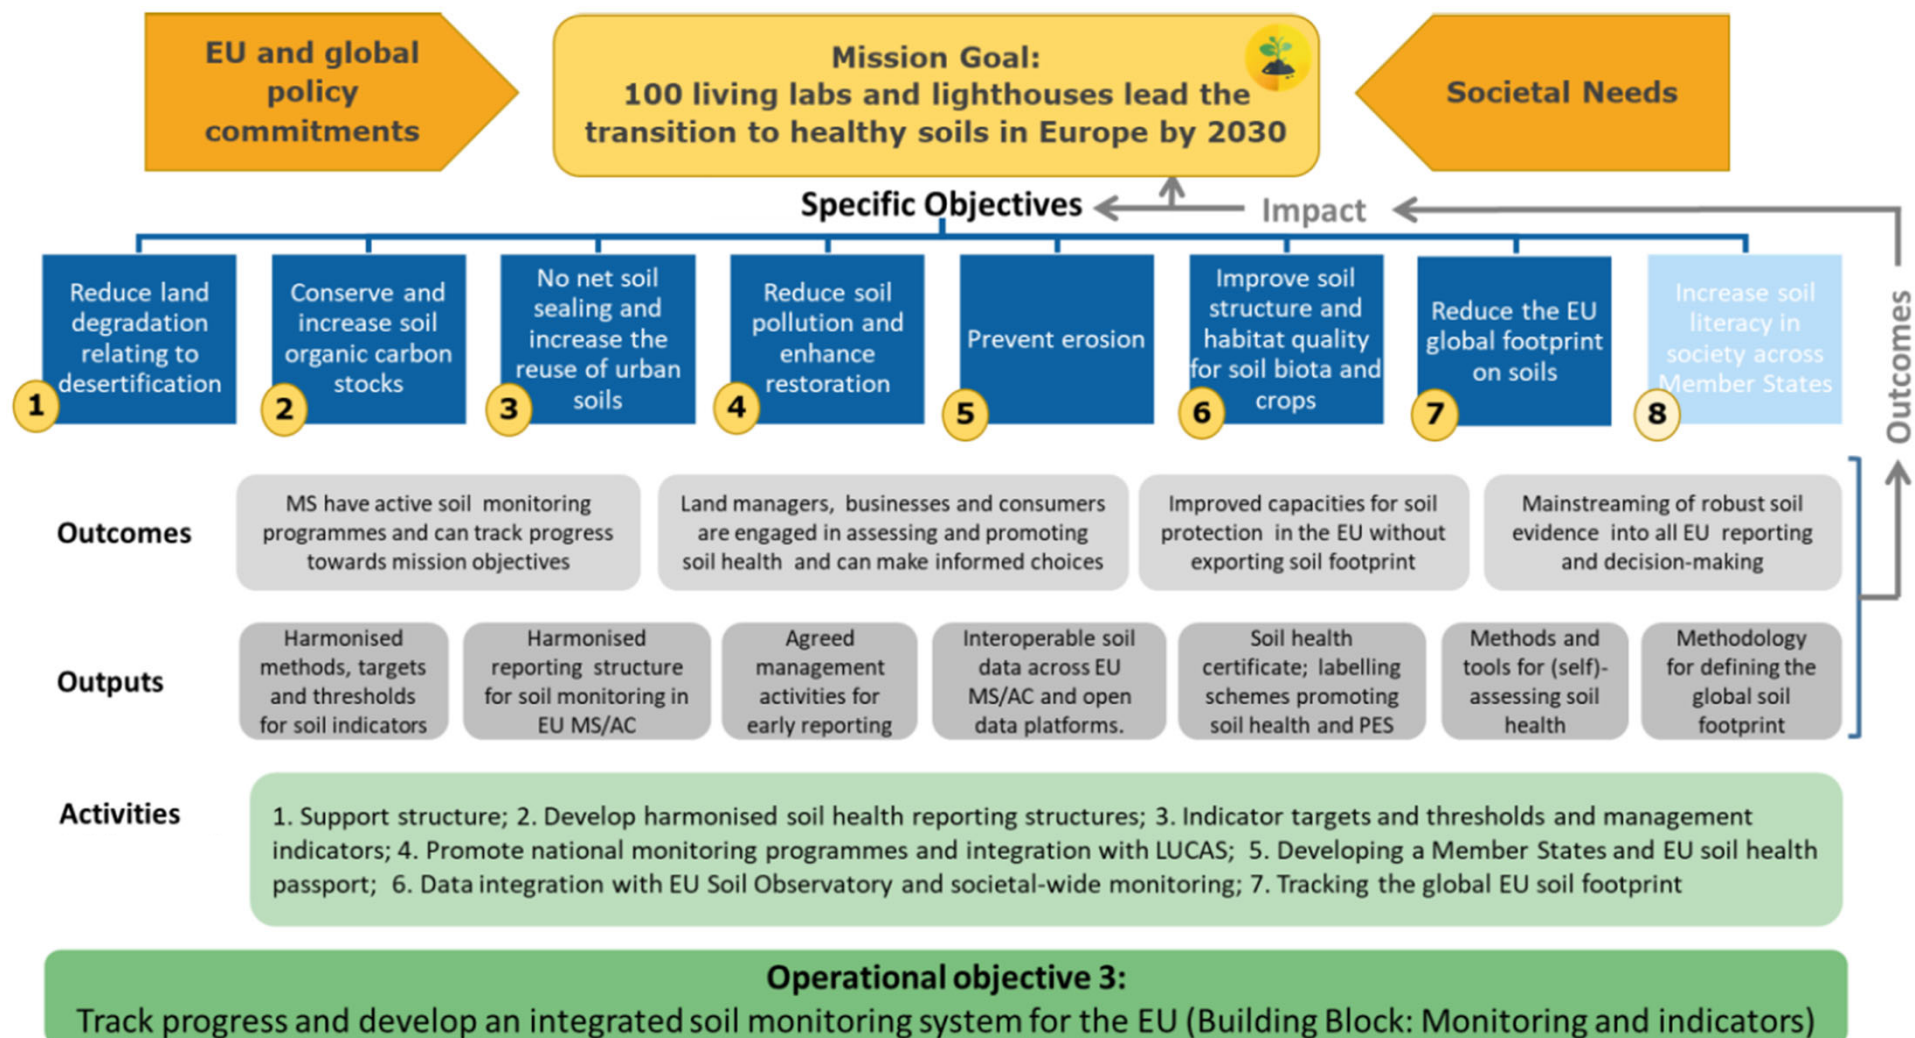 EU and global
policy
commitments
Mission Goal:
100 living labs and lighthouses lead the
transition to healthy soils in Europe by 2030
Societal Needs
Specific Objectives
Impact
Reduce land
degradation
relating to
desertification
1
Conserve and
increase soil
organic carbon
stocks
2
No net soil
sealing and
increase the
reuse of urban
soils
3
Reduce soil
pollution and
enhance
restoration
4
Prevent erosion
5
Improve soil
structure and
habitat quality
for soil biota and
crops
6
Reduce the EU
global footprint
on soils
7
Increase soil
literacy in
society across
Member States
8
Outcomes
Outcomes
MS have active soil monitoring
programmes and can track progress
towards mission objectives
Land managers, businesses and consumers
are engaged in assessing and promoting
soil health and can make informed choices
Improved capacities for soil
protection in the EU without
exporting soil footprint
Mainstreaming of robust soil
evidence into all EU reporting
and decision-making
Outputs
Harmonised
methods, targets
and thresholds
for soil indicators
Harmonised
reporting structure
for soil monitoring in
EU MS/AC
Agreed
management
activities for
early reporting
Interoperable soil
data across EU
MS/AC and open
data platforms.
Soil health
certificate; labelling
schemes promoting
soil health and PES
Methods and
tools for (self)-
assessing soil
health
Methodology
for defining the
global soil
footprint
Activities
1. Support structure; 2. Develop harmonised soil health reporting structures; 3. Indicator targets and thresholds and management
indicators; 4. Promote national monitoring programmes and integration with LUCAS; 5. Developing a Member States and EU soil health
passport; 6. Data integration with EU Soil Observatory and societal-wide monitoring; 7. Tracking the global EU soil footprint
Operational objective 3:
Track progress and develop an integrated soil monitoring system for the EU (Building Block: Monitoring and indicators)